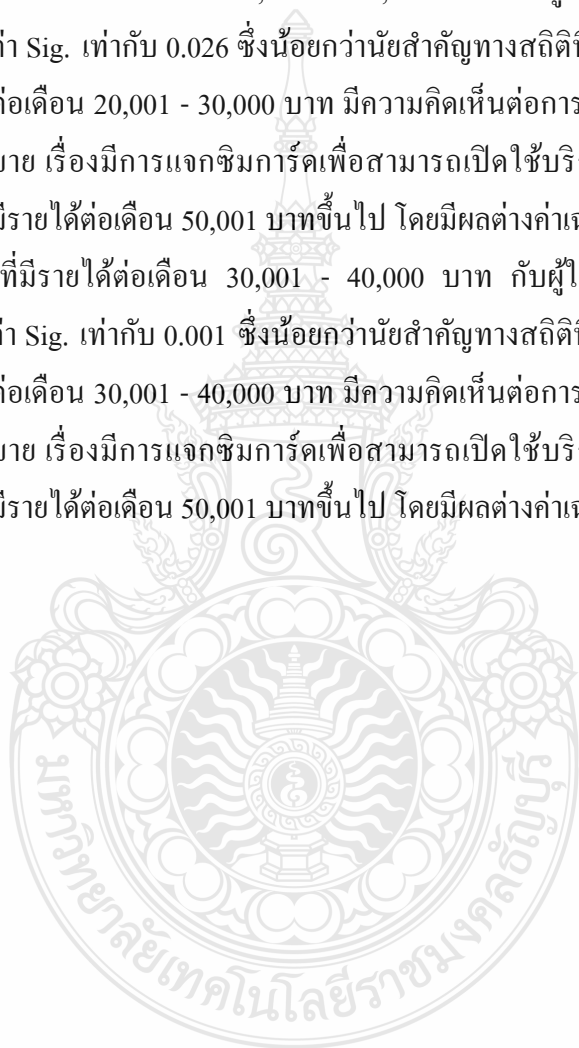 ค่า Sig. เท่ากับ 0.026 ซึ่งน้อยกว่านัยสำคัญทางสถิติ
ต่อเดือน 20,001 - 30,000 บาท มีความคิดเห็นต่อการ
ขาย เรื่องมีการแจกซิมการ์ดเพื่อสามารถเปิดใช้บริ
มีรายได้ต่อเดือน 50,001 บาทขึ้นไป โดยมีผลต่างค่า
ที่มีรายได้ต่อเดือน 30,001 - 40,000 บาท กับผู้
ค่า Sig. เท่ากับ 0.001 ซึ่งน้อยกว่านัยสำคัญทางสถิติ
ต่อเดือน 30,001 - 40,000 บาท มีความคิดเห็นต่อการ
ขาย เรื่องมีการแจกซิมการ์ดเพื่อสามารถเปิดใช้บริ
มีรายได้ต่อเดือน 50,001 บาทขึ้นไป โดยมีผลต่างค่า
มหาวิทยาลัยเทคโนโลยีราชมงคลธัญบุรี